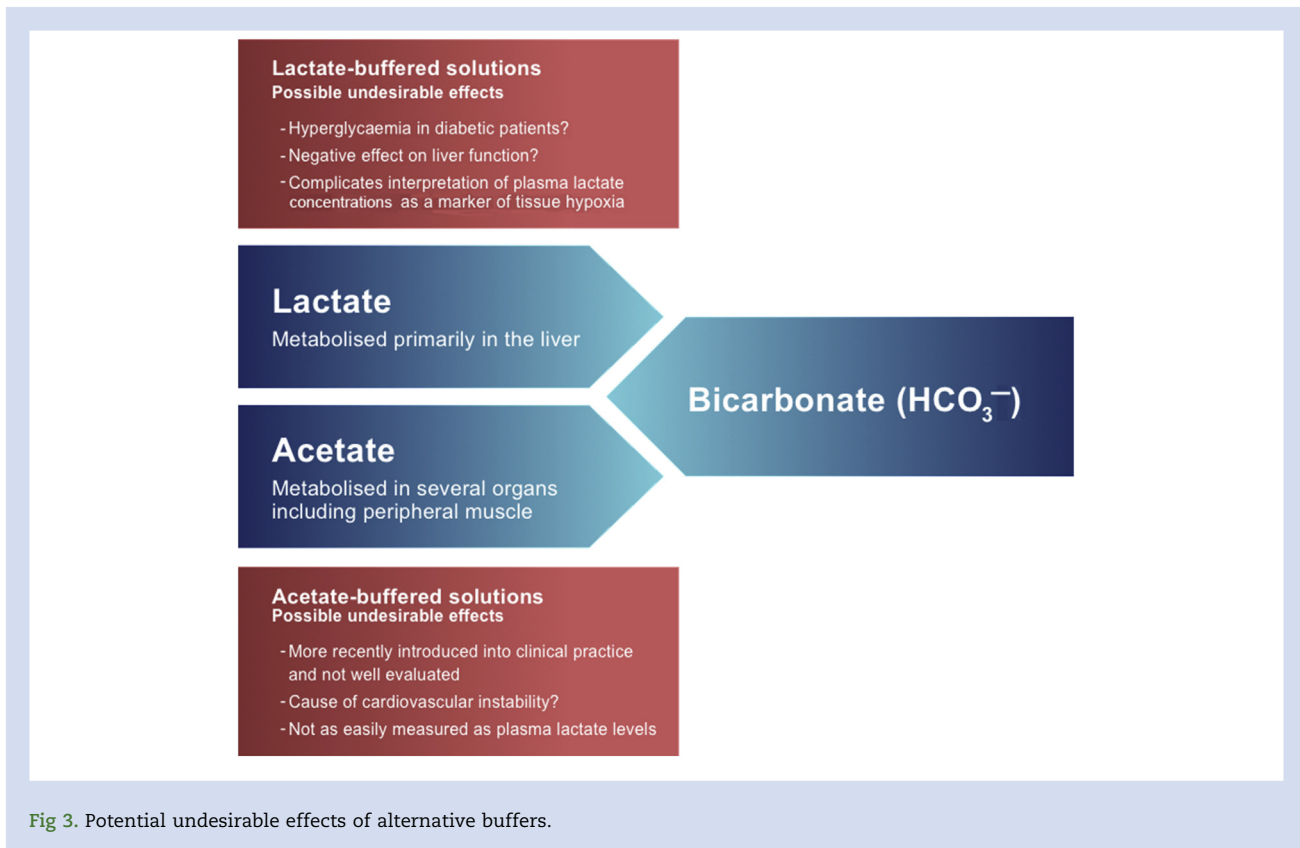 Lactate-buffered solutions
Possible undesirable effects
- Hyperglycaemia in diabetic patients?
- Negative effect on liver function?
- Complicates interpretation of plasma lactate
concentrations as a marker of tissue hypoxia
Lactate
Metabolised primarily in the liver
Bicarbonate (HCO₃⁻)
Acetate
Metabolised in several organs
including peripheral muscle
Acetate-buffered solutions
Possible undesirable effects
- More recently introduced into clinical practice
and not well evaluated
- Cause of cardiovascular instability?
- Not as easily measured as plasma lactate levels
Fig 3. Potential undesirable effects of alternative buffers.